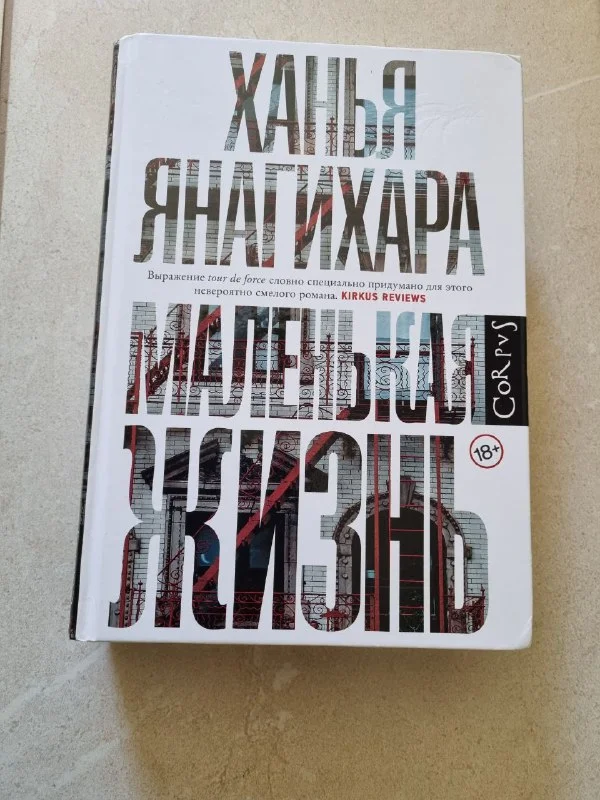 ХАНЬЯ
ЯНАГИХАРА
Выражение tour de force словно специально придумано для этого
невероятно смелого романа. KIRKUS REVIEWS
МАЛЕНЬКАЯ
CORPVS
ЖИЗНЬ
18+